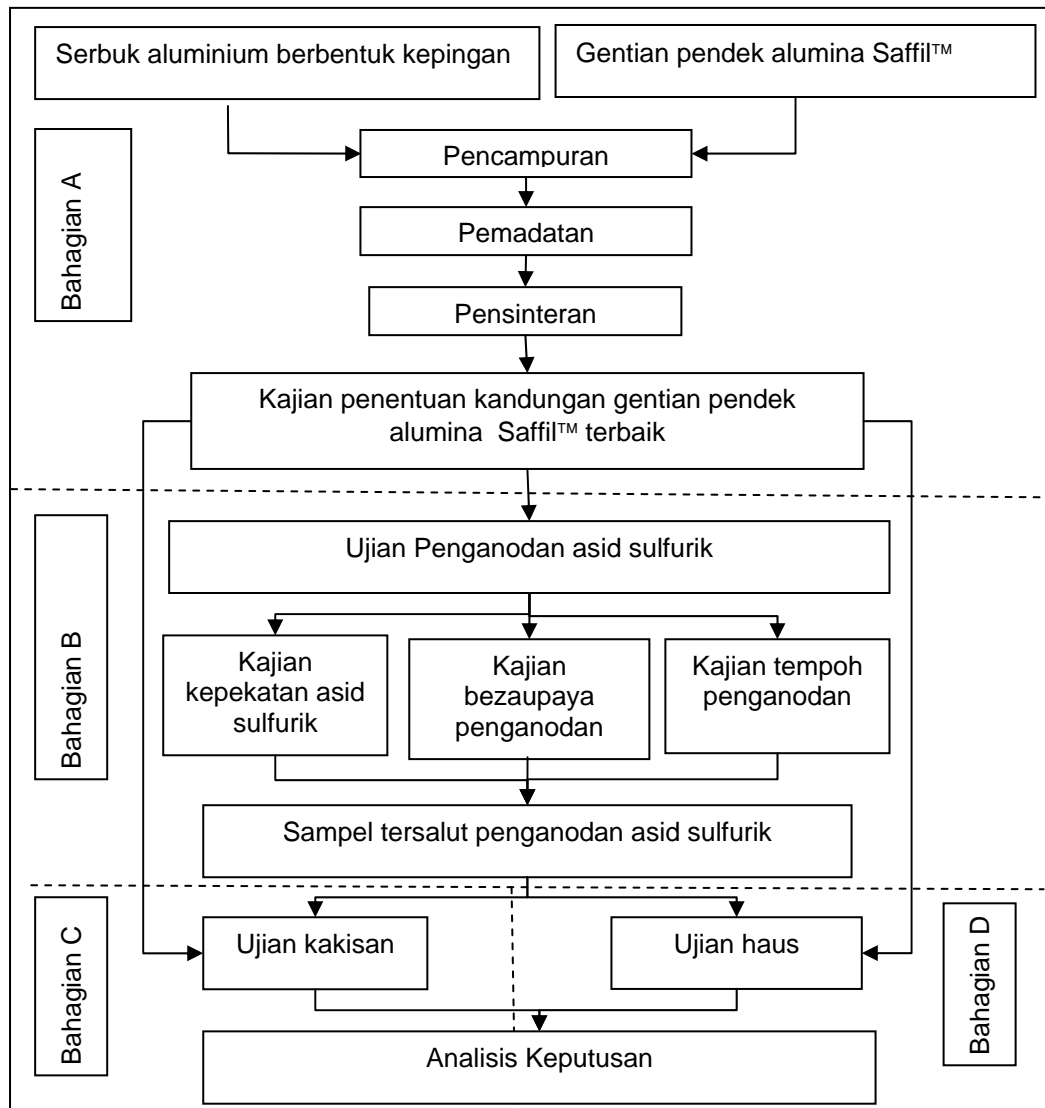 Serbuk aluminium berbentuk kepingan
Gentian pendek alumina Saffil™
Bahagian A
Pencampuran
Pemadatan
Pensinteran
Kajian penentuan kandungan gentian pendek
alumina Saffil™ terbaik
Bahagian B
Ujian Penganodan asid sulfurik
Kajian
kepekatan asid
sulfurik
Kajian
bezaupaya
penganodan
Kajian tempoh
penganodan
Sampel tersalut penganodan asid sulfurik
Bahagian C
Ujian kakisan
Ujian haus
Bahagian D
Analisis Keputusan